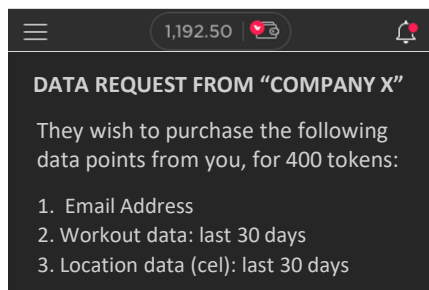 1,192.50
DATA REQUEST FROM “COMPANY X”
They wish to purchase the following
data points from you, for 400 tokens:
1. Email Address
2. Workout data: last 30 days
3. Location data (cel): last 30 days